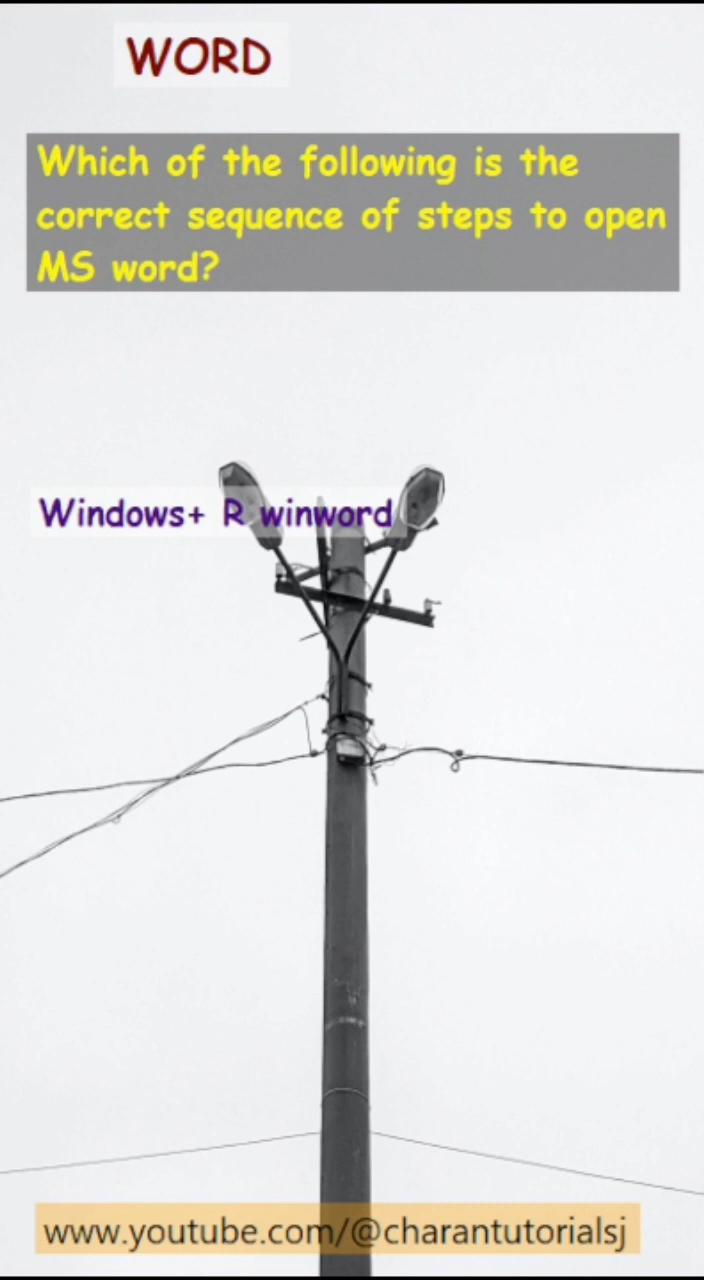 WORD
Which of the following is the
correct sequence of steps to open
MS word?
Windows+ R winword
www.youtube.com/@charantutorialsj